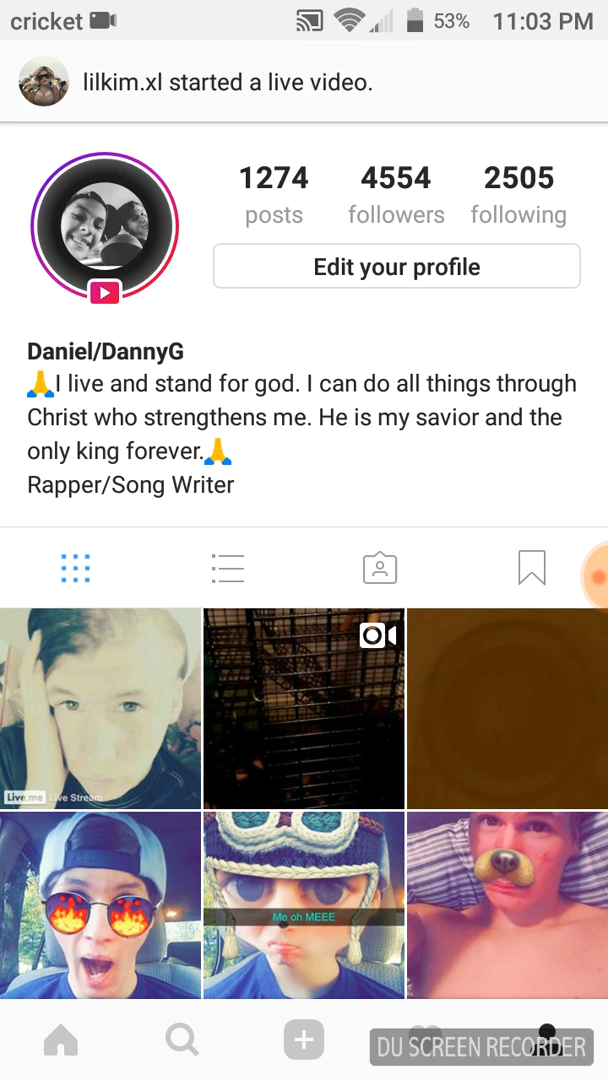 cricket 53% 11:03 PM
lilkim.xl started a live video.
1274 4554 2505
posts followers following
Edit your profile
Daniel/DannyG
🙏I live and stand for god. I can do all things through
Christ who strengthens me. He is my savior and the
only king forever.🙏
Rapper/Song Writer
Live.me Live Stream
Me oh MEEE
DU SCREEN RECORDER